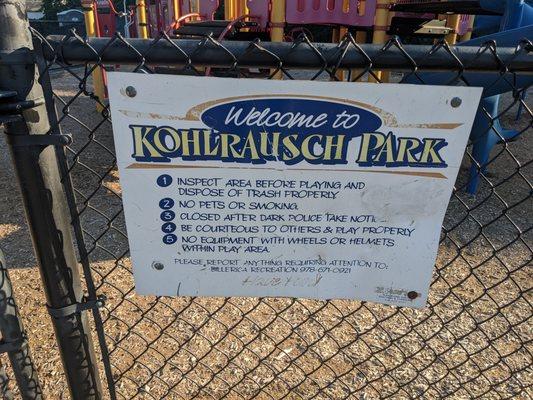 Welcome to
KOHLRAUSCH PARK
1 INSPECT AREA BEFORE PLAYING AND
DISPOSE OF TRASH PROPERLY.
2 NO PETS OR SMOKING.
3 CLOSED AFTER DARK POLICE TAKE NOTIC
4 BE COURTEOUS TO OTHERS & PLAY PROPERLY
5 NO EQUIPMENT WITH WHEELS OR HELMETS
WITHIN PLAY AREA.
PLEASE REPORT ANYTHING REQUIRING ATTENTION TO:
BILLERICA RECREATION 978-671-0921